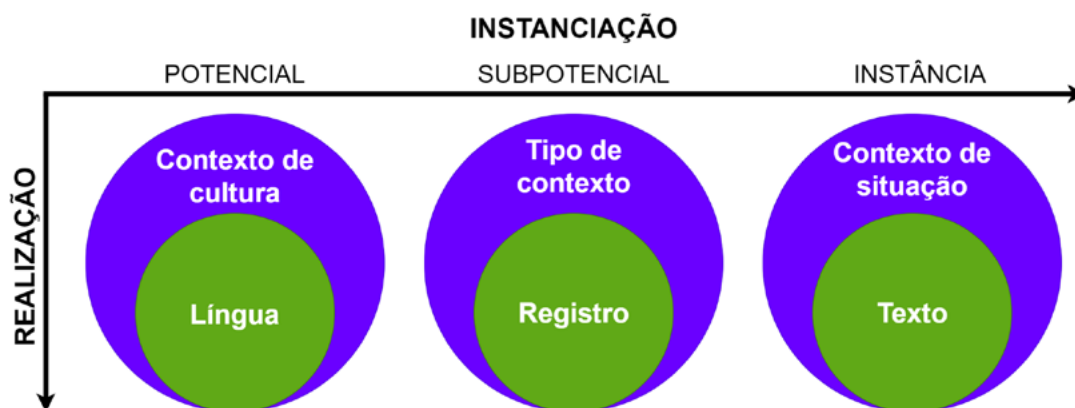 INSTANCIAÇÃO
POTENCIAL
SUBPOTENCIAL
INSTÂNCIA
REALIZAÇÃO
Contexto de
cultura
Língua
Tipo de
contexto
Registro
Contexto de
situação
Texto